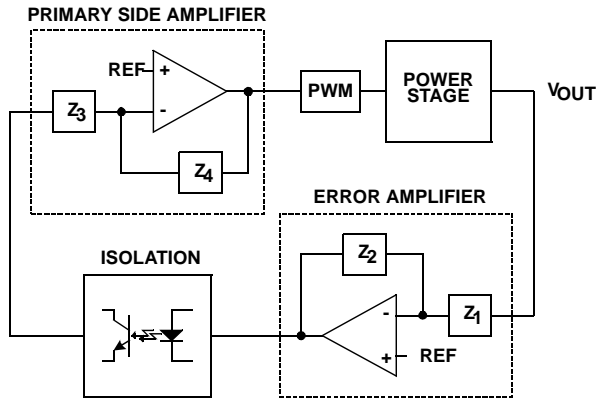 PRIMARY SIDE AMPLIFIER
REF
+
-
Z3
Z4
PWM
POWER
STAGE
VOUT
ERROR AMPLIFIER
Z2
-
Z1
+
REF
ISOLATION